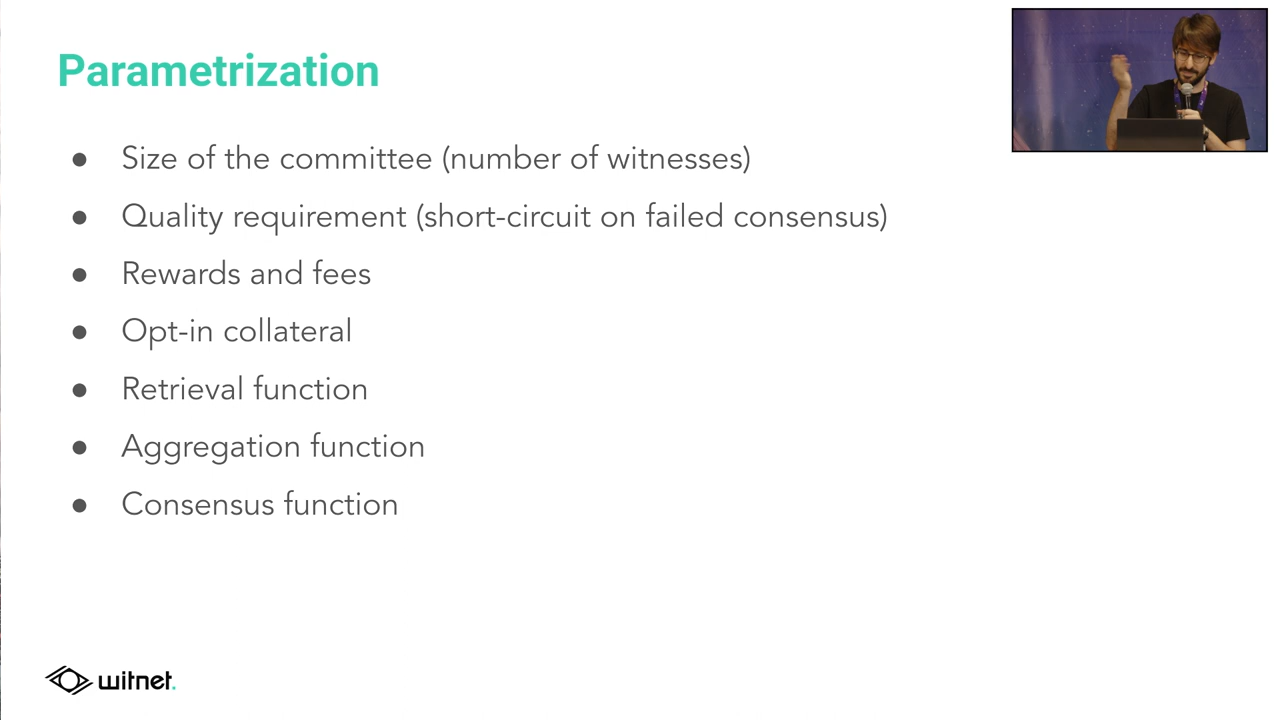 Parametrization
● Size of the committee (number of witnesses)
● Quality requirement (short-circuit on failed consensus)
● Rewards and fees
● Opt-in collateral
● Retrieval function
● Aggregation function
● Consensus function
witnet.